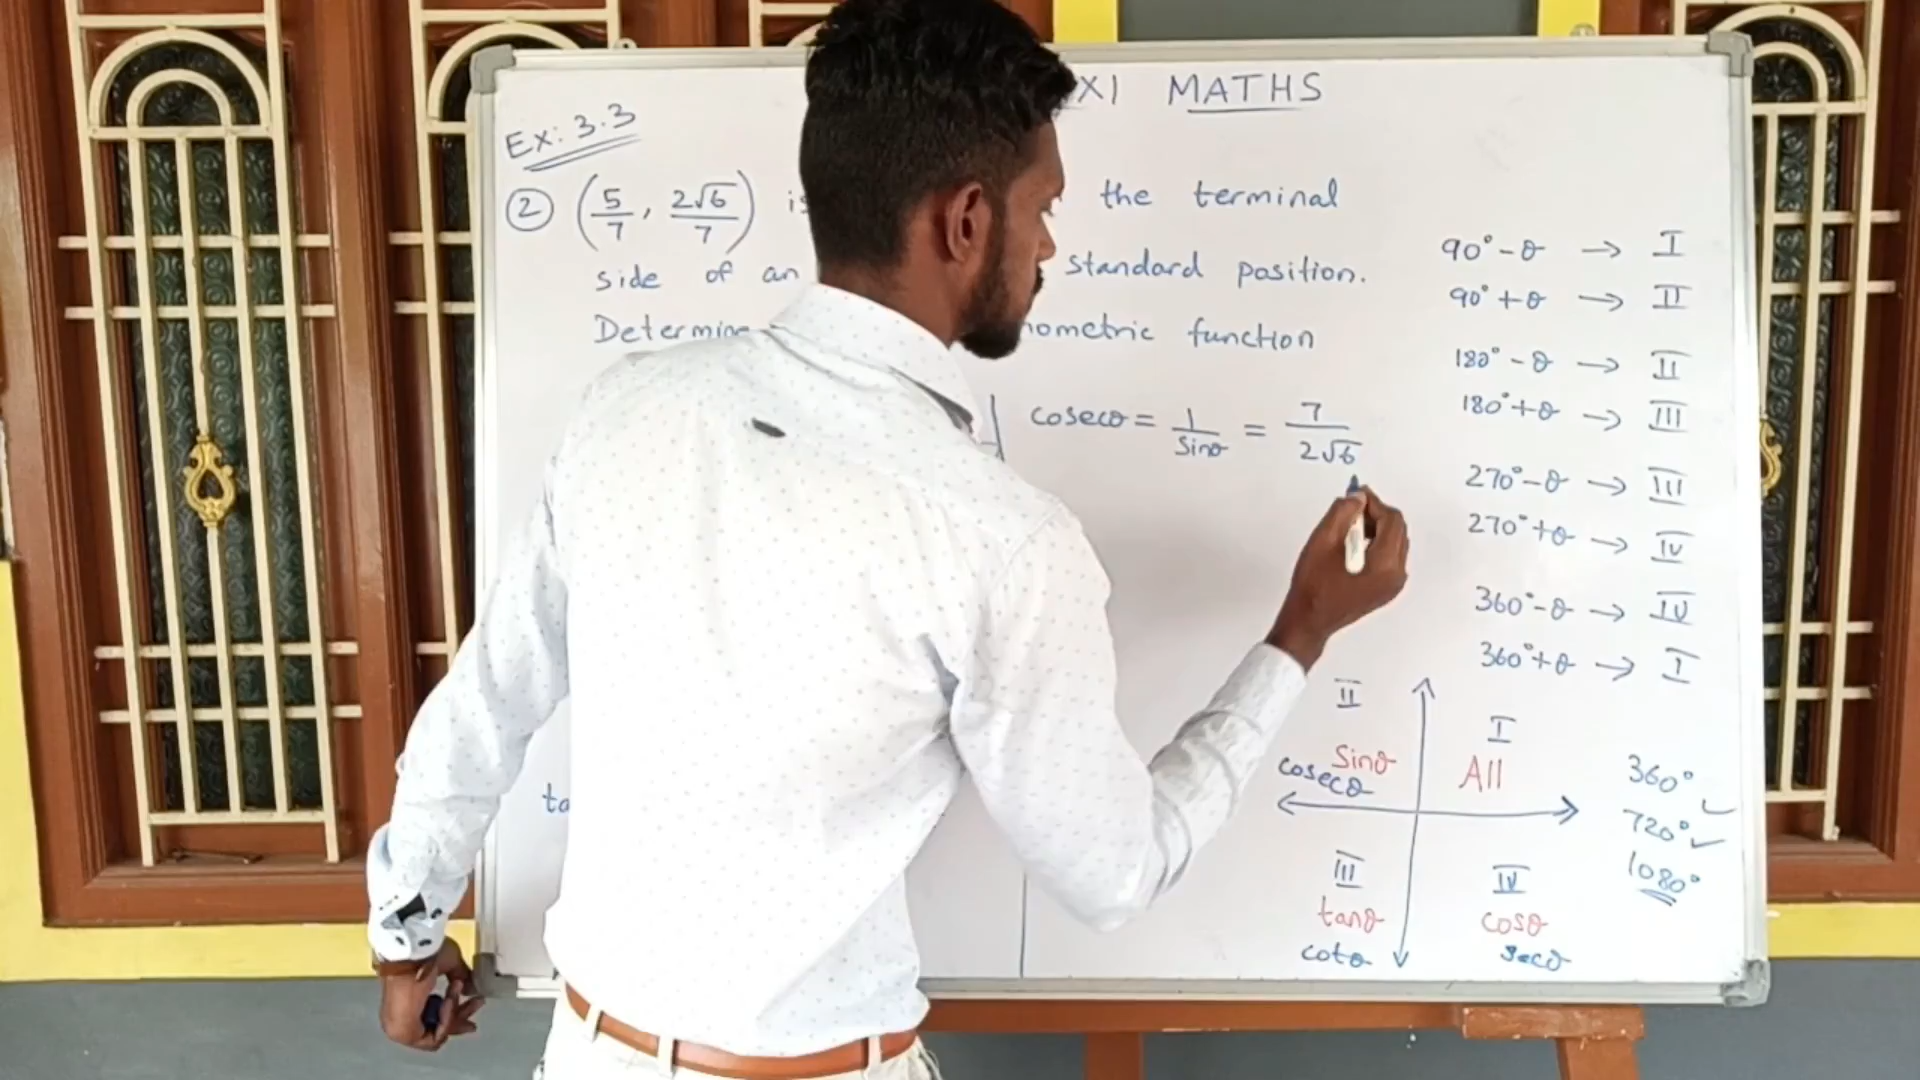 XI MATHS
Ex: 3.3
② (5/7, 2√6/7) the terminal
side of an standard position.
Determine function
cosecθ = 1/sinθ = 7/2√6
90° - θ → I
90° + θ → II
180° - θ → II
180° + θ → III
270° - θ → III
270° + θ → IV
360° - θ → IV
360° + θ → I
II
I
sinθ
cosecθ
All
III
tanθ
cotθ
IV
cosθ
secθ
360°
720°
1080°